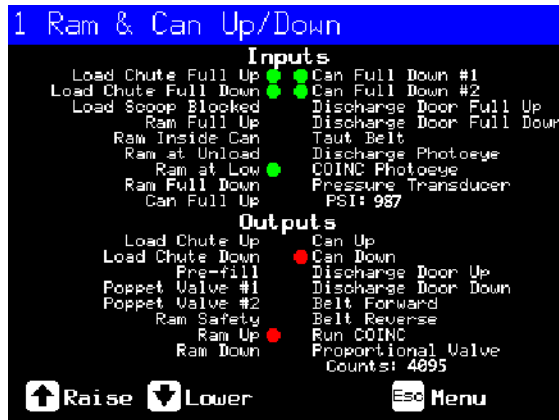 1 Ram & Can Up/Down
Inputs
Load Chute Full Up Can Full Down #1
Load Chute Full Down Can Full Down #2
Load Scoop Blocked Discharge Door Full Up
Ram Full Up Discharge Door Full Down
Ram Inside Can Taut Belt
Ram at Unload Discharge Photoeye
Ram at Low COINC Photoeye
Ram Full Down Pressure Transducer
Can Full Up PSI: 987
Outputs
Load Chute Up Can Up
Load Chute Down Can Down
Pre-fill Discharge Door Up
Poppet Valve #1 Discharge Door Down
Poppet Valve #2 Belt Forward
Ram Safety Belt Reverse
Ram Up Run COINC
Ram Down Proportional Valve
Counts: 4095
Raise Lower Esc Menu